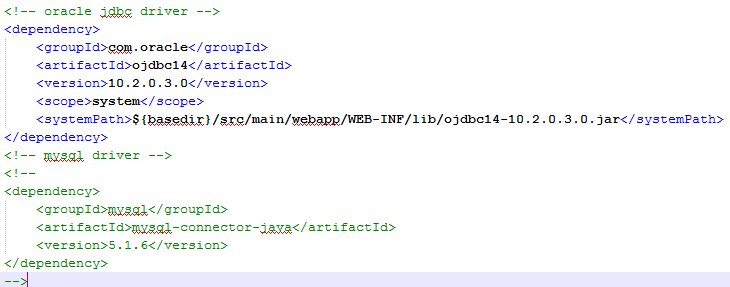 <!-- oracle jdbc driver -->
<dependency>
    <groupId>com.oracle</groupId>
    <artifactId>ojdbc14</artifactId>
    <version>10.2.0.3.0</version>
    <scope>system</scope>
    <systemPath>${basedir}/src/main/webapp/WEB-INF/lib/ojdbc14-10.2.0.3.0.jar</systemPath>
</dependency>
<!-- mysql driver -->
<!--
<dependency>
    <groupId>mysql</groupId>
    <artifactId>mysql-connector-java</artifactId>
    <version>5.1.6</version>
</dependency>
-->